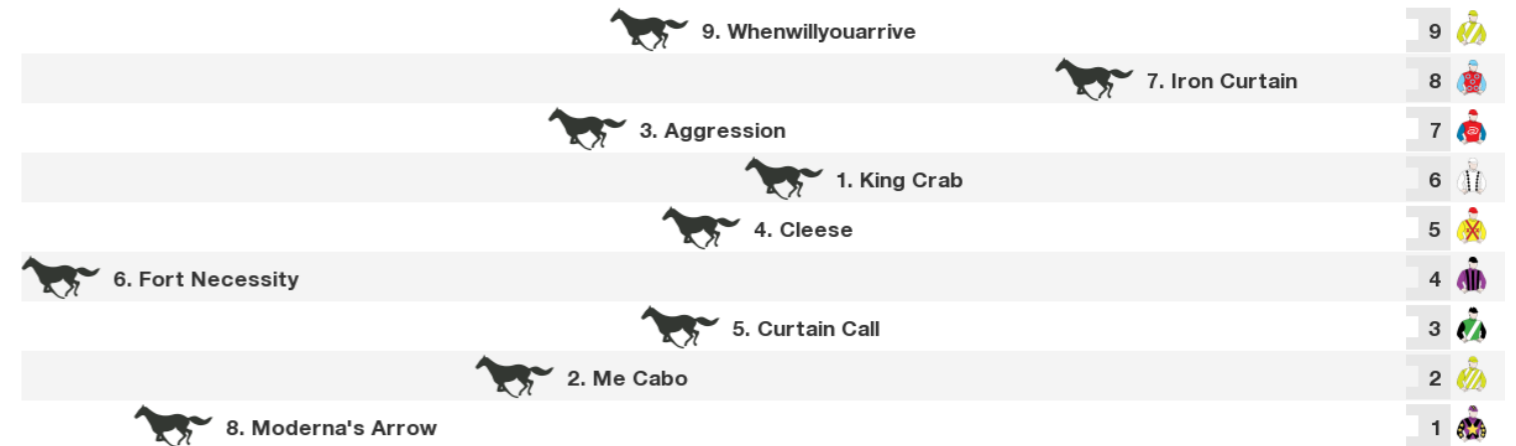 9. Whenwillyouarrive 9
7. Iron Curtain 8
3. Aggression 7
1. King Crab 6
4. Cleese 5
6. Fort Necessity 4
5. Curtain Call 3
2. Me Cabo 2
8. Moderna's Arrow 1